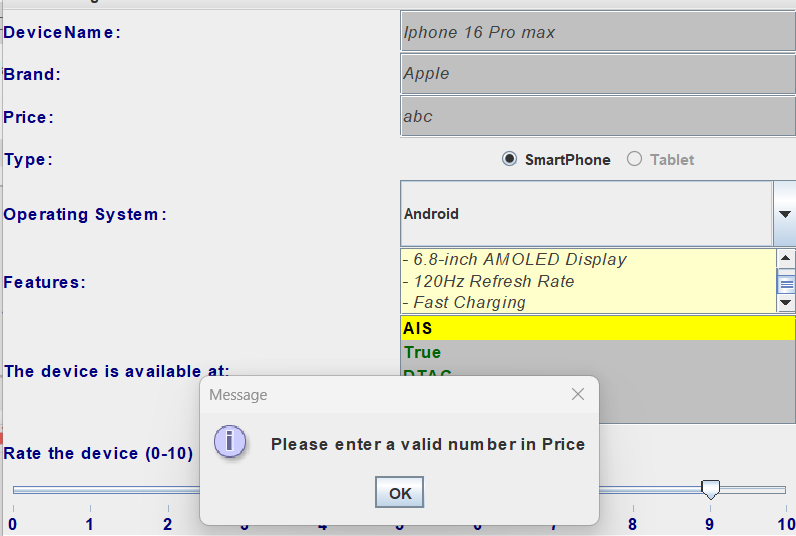 DeviceName:
Iphone 16 Pro max
Brand:
Apple
Price:
abc
Type:
SmartPhone
Tablet
Operating System:
Android
Features:
- 6.8-inch AMOLED Display
- 120Hz Refresh Rate
- Fast Charging
AIS
True
DTAC
The device is available at:
Message
Please enter a valid number in Price
OK
Rate the device (0-10)
0 1 2 3 4 5 6 7 8 9 10